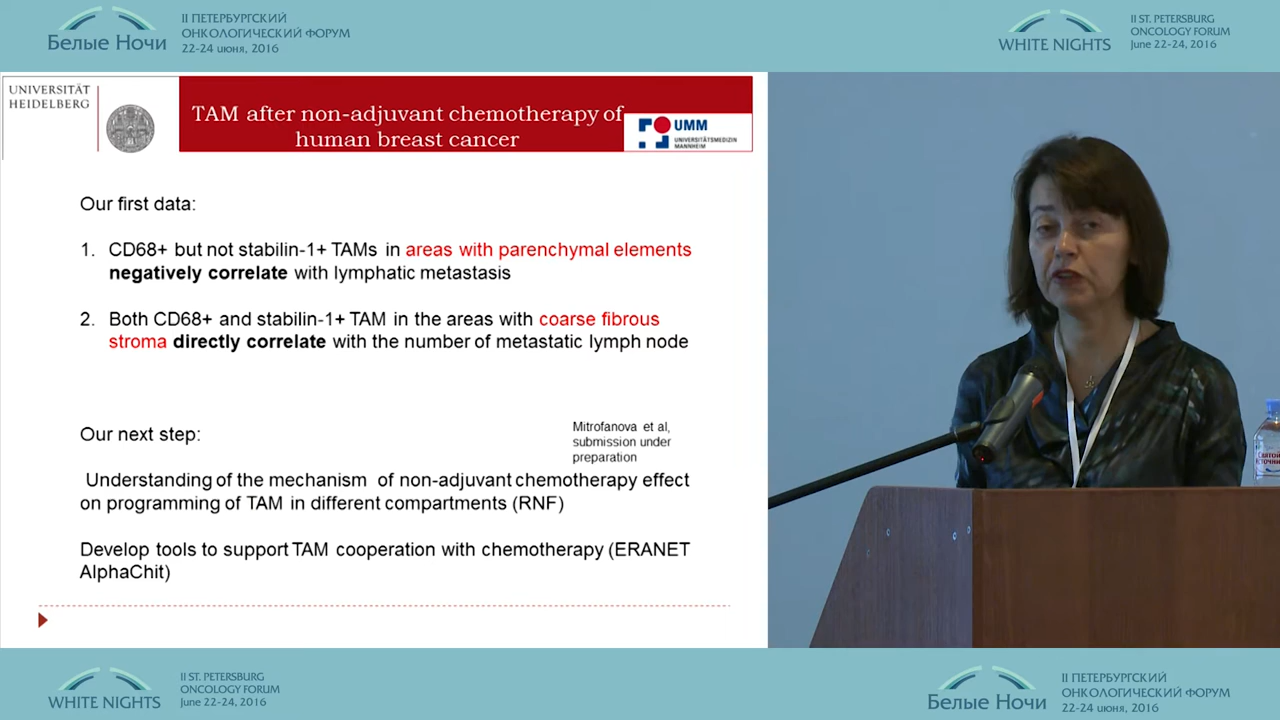 II ПЕТЕРБУРГСКИЙ
ОНКОЛОГИЧЕСКИЙ ФОРУМ
Белые Ночи
22-24 июня, 2016
II ST. PETERSBURG
ONCOLOGY FORUM
WHITE NIGHTS
June 22-24, 2016
UNIVERSITÄT
HEIDELBERG
TAM after non-adjuvant chemotherapy of
human breast cancer
UMM
UNIVERSITÄTSMEDIZIN
MANNHEIM
Our first data:
1. CD68+ but not stabilin-1+ TAMs in areas with parenchymal elements
negatively correlate with lymphatic metastasis
2. Both CD68+ and stabilin-1+ TAM in the areas with coarse fibrous
stroma directly correlate with the number of metastatic lymph node
Our next step:
Mitrofanova et al,
submission under
preparation
Understanding of the mechanism of non-adjuvant chemotherapy effect
on programming of TAM in different compartments (RNF)
Develop tools to support TAM cooperation with chemotherapy (ERANET
AlphaChit)
II ST. PETERSBURG
ONCOLOGY FORUM
WHITE NIGHTS
June 22-24, 2016
II ПЕТЕРБУРГСКИЙ
ОНКОЛОГИЧЕСКИЙ ФОРУМ
Белые Ночи
22-24 июня, 2016